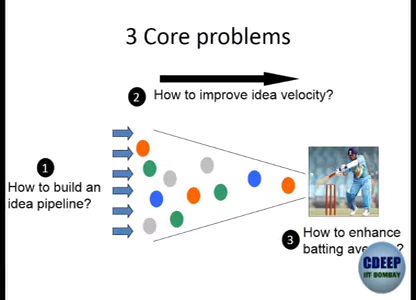 3 Core problems
2 How to improve idea velocity?
1
How to build an
idea pipeline?
3 How to enhance
batting ?
CDEEP
IIT BOMBAY